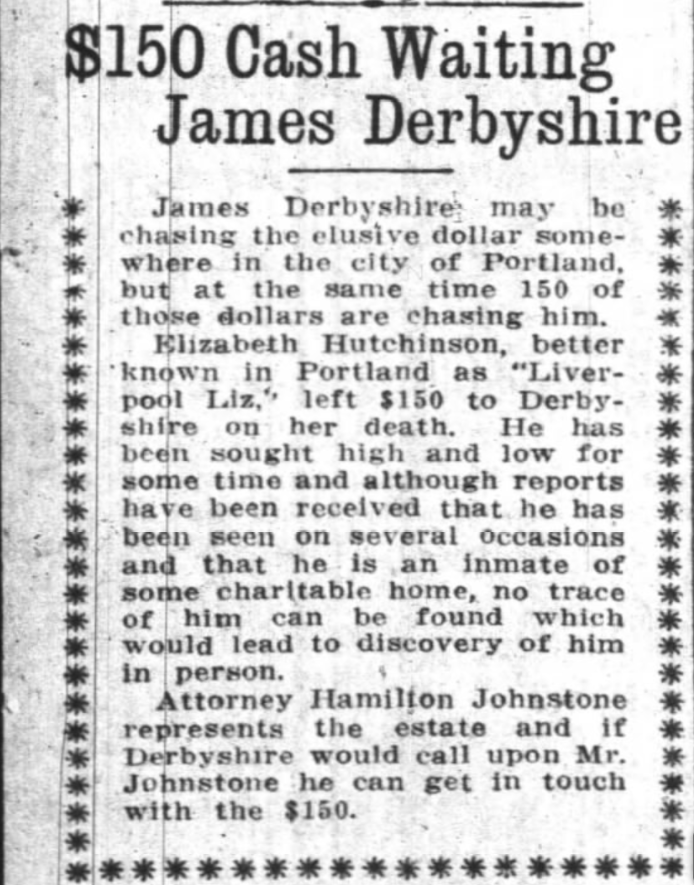 $150 Cash Waiting
James Derbyshire
James Derbyshire may be
chasing the elusive dollar some-
where in the city of Portland,
but at the same time 150 of
those dollars are chasing him.
Elizabeth Hutchinson, better
known in Portland as "Liver-
pool Liz," left $150 to Derby-
shire on her death. He has
been sought high and low for
some time and although reports
have been received that he has
been seen on several occasions
and that he is an inmate of
some charitable home, no trace
of him can be found which
would lead to discovery of him
in person.
Attorney Hamilton Johnstone
represents the estate and if
Derbyshire would call upon Mr.
Johnstone he can get in touch
with the $150.